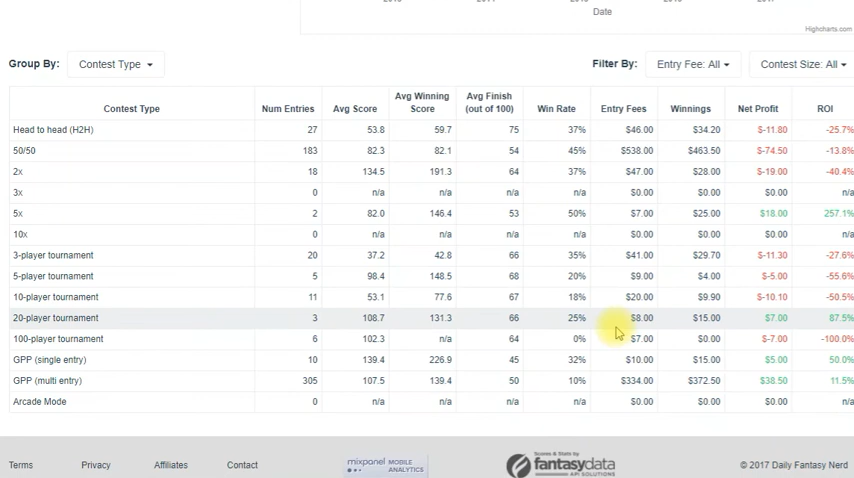 Date
Highcharts.com
Group By: Contest Type Filter By: Entry Fee: All Contest Size: All
Contest Type Num Entries Avg Score Avg Winning Score Avg Finish (out of 100) Win Rate Entry Fees Winnings Net Profit ROI
Head to head (H2H) 27 53.8 59.7 75 37% $46.00 $34.20 $-11.80 -25.7%
50/50 183 82.3 82.1 54 45% $538.00 $463.50 $-74.50 -13.8%
2x 18 134.5 191.3 64 37% $47.00 $28.00 $-19.00 -40.4%
3x 0 n/a n/a n/a n/a $0.00 $0.00 $0.00 n/a
5x 2 82.0 146.4 53 50% $7.00 $25.00 $18.00 257.1%
10x 0 n/a n/a n/a n/a $0.00 $0.00 $0.00 n/a
3-player tournament 20 37.2 42.8 66 35% $41.00 $29.70 $-11.30 -27.6%
5-player tournament 5 98.4 148.5 68 20% $9.00 $4.00 $-5.00 -55.6%
10-player tournament 11 53.1 77.6 67 18% $20.00 $9.90 $-10.10 -50.5%
20-player tournament 3 108.7 131.3 66 25% $8.00 $15.00 $7.00 87.5%
100-player tournament 6 102.3 n/a 64 0% $7.00 $0.00 $-7.00 -100.0%
GPP (single entry) 10 139.4 226.9 45 32% $10.00 $15.00 $5.00 50.0%
GPP (multi entry) 305 107.5 139.4 50 10% $334.00 $372.50 $38.50 11.5%
Arcade Mode 0 n/a n/a n/a n/a $0.00 $0.00 $0.00 n/a
Terms Privacy Affiliates Contact mixpanel MOBILE ANALYTICS Scores & Stats by fantasydata API SOLUTIONS © 2017 Daily Fantasy Nerd